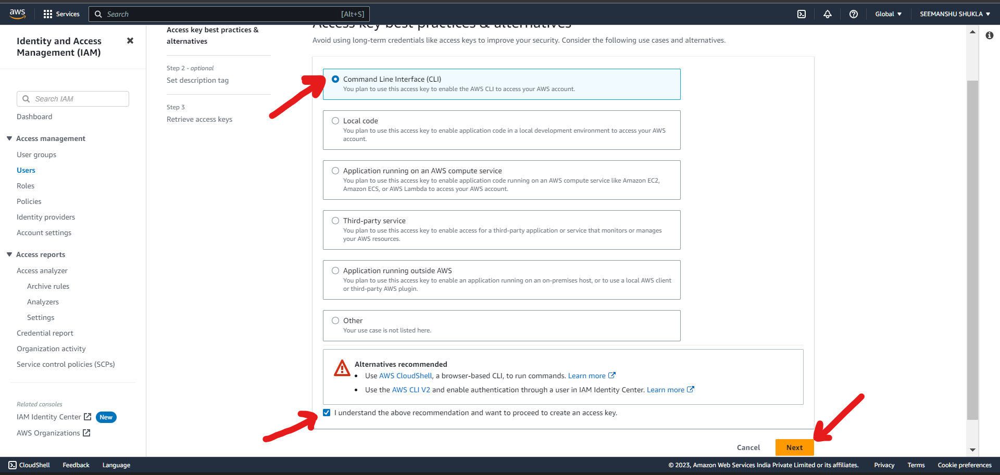 aws
Services
Search
[Alt+S]
Global
SEEMANSHU SHUKLA
Identity and Access
Management (IAM)
Search IAM
Dashboard
Access management
User groups
Users
Roles
Policies
Identity providers
Account settings
Access reports
Access analyzer
Archive rules
Analyzers
Settings
Credential report
Organization activity
Service control policies (SCPs)
Related consoles
IAM Identity Center New
AWS Organizations
Access key best practices &
alternatives
Step 2 - optional
Set description tag
Step 3
Retrieve access keys
Access key best practices & alternatives
Avoid using long-term credentials like access keys to improve your security. Consider the following use cases and alternatives.
Command Line Interface (CLI)
You plan to use this access key to enable the AWS CLI to access your AWS account.
Local code
You plan to use this access key to enable application code in a local development environment to access your AWS
account.
Application running on an AWS compute service
You plan to use this access key to enable application code running on an AWS compute service like Amazon EC2,
Amazon ECS, or AWS Lambda to access your AWS account.
Third-party service
You plan to use this access key to enable access for a third-party application or service that monitors or manages
your AWS resources.
Application running outside AWS
You plan to use this access key to enable an application running on an on-premises host, or to use a local AWS client
or third-party AWS plugin.
Other
Your use case is not listed here.
Alternatives recommended
• Use AWS CloudShell, a browser-based CLI, to run commands. Learn more
• Use the AWS CLI V2 and enable authentication through a user in IAM Identity Center. Learn more
I understand the above recommendation and want to proceed to create an access key.
Cancel
Next
CloudShell
Feedback
Language
© 2023, Amazon Web Services India Private Limited or its affiliates.
Privacy
Terms
Cookie preferences